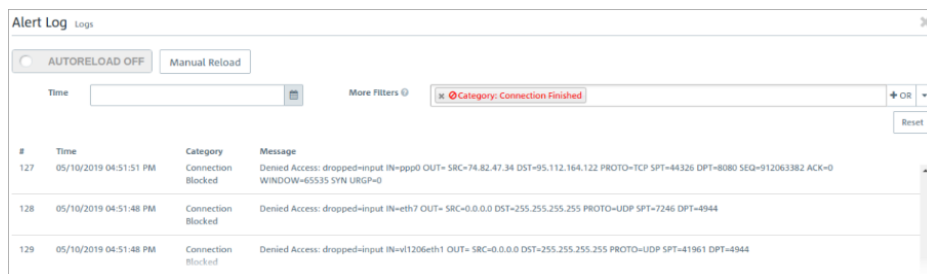 Alert Log Logs
AUTORELOAD OFF Manual Reload
Time More Filters Category: Connection Finished + OR
Reset
# Time Category Message
127 05/10/2019 04:51:51 PM Connection Denied Access: dropped=input IN=ppp0 OUT= SRC=74.82.47.34 DST=95.112.164.122 PROTO=TCP SPT=44326 DPT=8080 SEQ=912063382 ACK=0
Blocked WINDOW=65535 SYN URGP=0
128 05/10/2019 04:51:48 PM Connection Denied Access: dropped=input IN=eth7 OUT= SRC=0.0.0.0 DST=255.255.255.255 PROTO=UDP SPT=7246 DPT=4944
Blocked
129 05/10/2019 04:51:48 PM Connection Denied Access: dropped=input IN=vl1206eth1 OUT= SRC=0.0.0.0 DST=255.255.255.255 PROTO=UDP SPT=41961 DPT=4944
Blocked